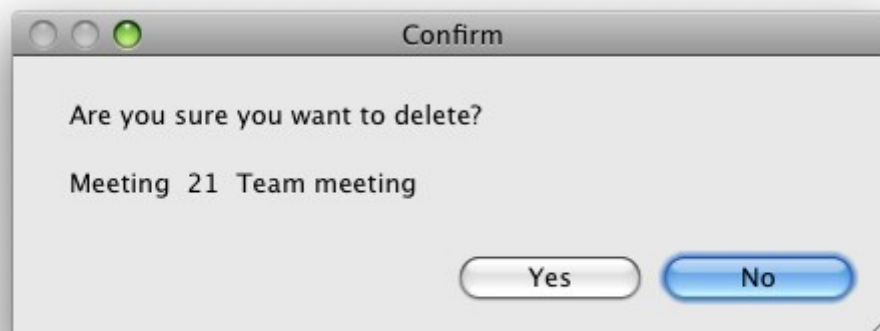 Confirm
Are you sure you want to delete?
Meeting 21 Team meeting
Yes No